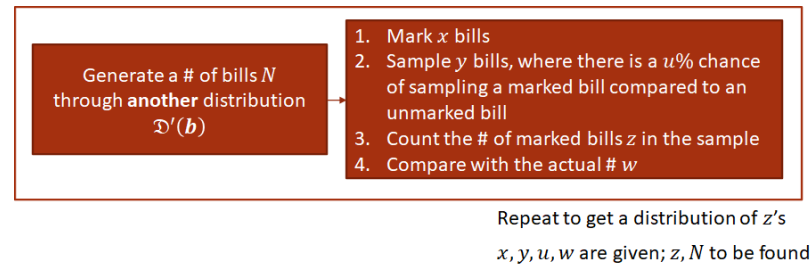 Generate a # of bills N
through another distribution
𝔇′(b)
1. Mark x bills
2. Sample y bills, where there is a u% chance
of sampling a marked bill compared to an
unmarked bill
3. Count the # of marked bills z in the sample
4. Compare with the actual # w
Repeat to get a distribution of z's
x, y, u, w are given; z, N to be found